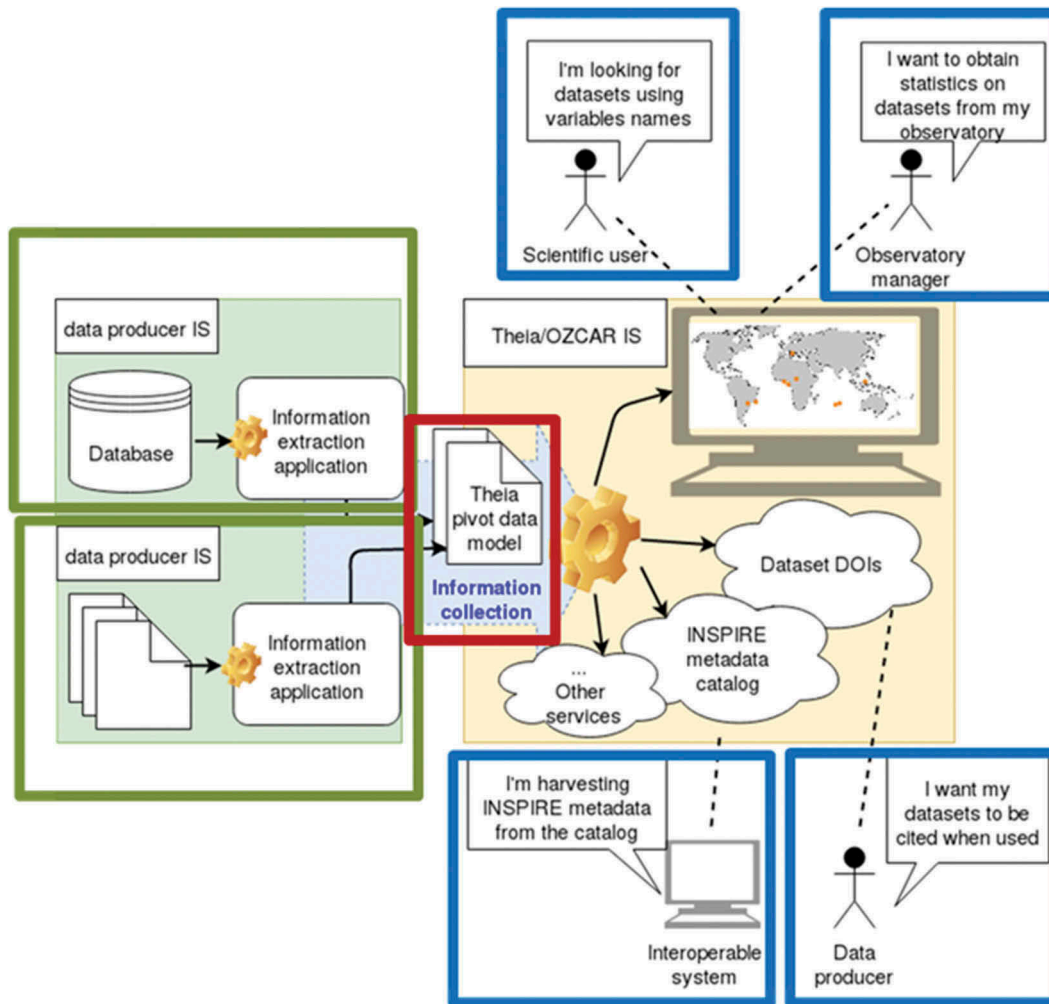 I'm looking for
datasets using
variables names
Scientific user
I want to obtain
statistics on
datasets from my
observatory
Observatory
manager
data producer IS
Database
Information
extraction
application
data producer IS
Information
extraction
application
Theia
pivot data
model
Information
collection
Theia/OZCAR IS
Dataset DOIs
INSPIRE
metadata
catalog
...
Other
services
I'm harvesting
INSPIRE metadata
from the catalog
Interoperable
system
I want my
datasets to be
cited when used
Data
producer